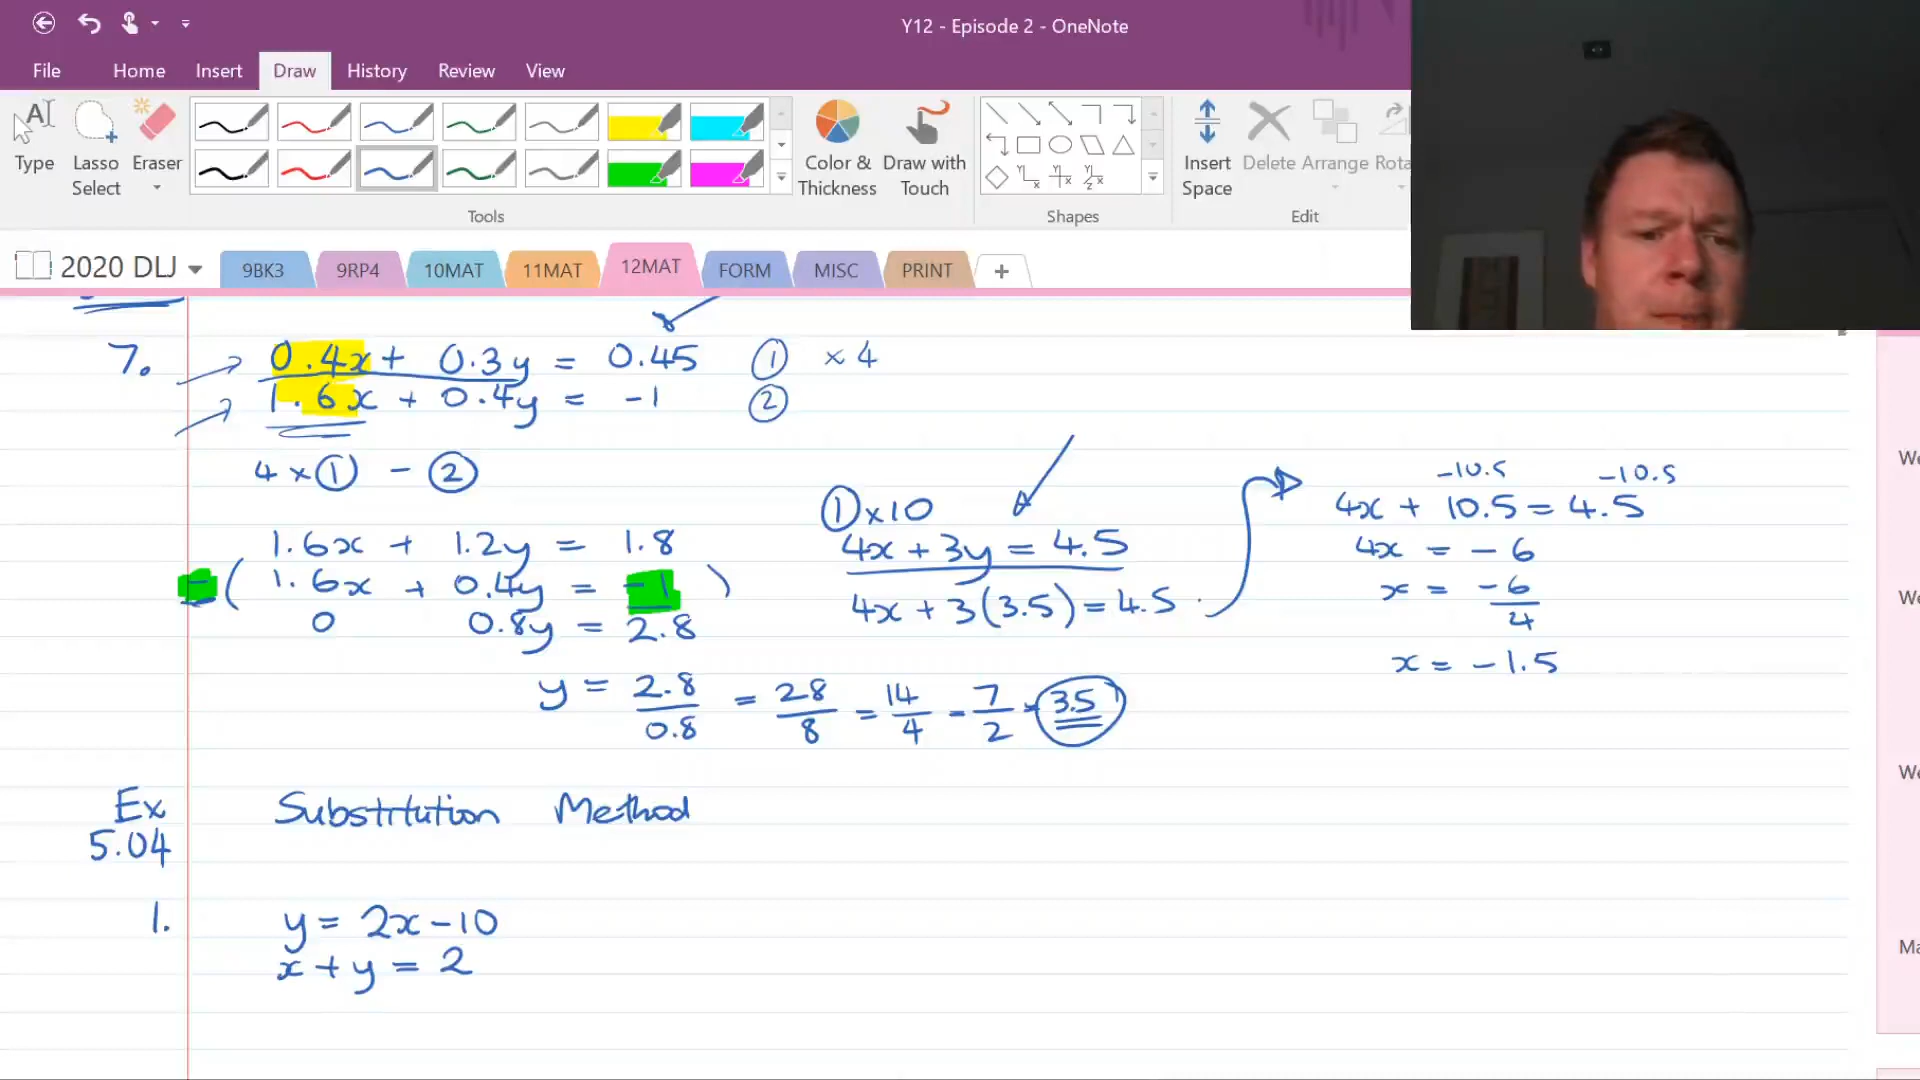 Y12 - Episode 2 - OneNote
File Home Insert Draw History Review View
Type Lasso Select Eraser Color & Thickness Draw with Touch Insert Space Delete Arrange Rota
Tools Shapes Edit
2020 DLJ 9BK3 9RP4 10MAT 11MAT 12MAT FORM MISC PRINT +
7. 0.4x + 0.3y = 0.45 ① × 4
1.6x + 0.4y = -1 ②
4 × ① - ②
1.6x + 1.2y = 1.8
- ( 1.6x + 0.4y = -1 )
0 0.8y = 2.8
y = 2.8/0.8 = 28/8 = 14/4 = 7/2 = 3.5
① × 10
4x + 3y = 4.5
4x + 3(3.5) = 4.5
-10.5 -10.5
4x + 10.5 = 4.5
4x = -6
x = -6/4
x = -1.5
Ex 5.04 Substitution Method
1. y = 2x - 10
x + y = 2
We
We
We
Ma